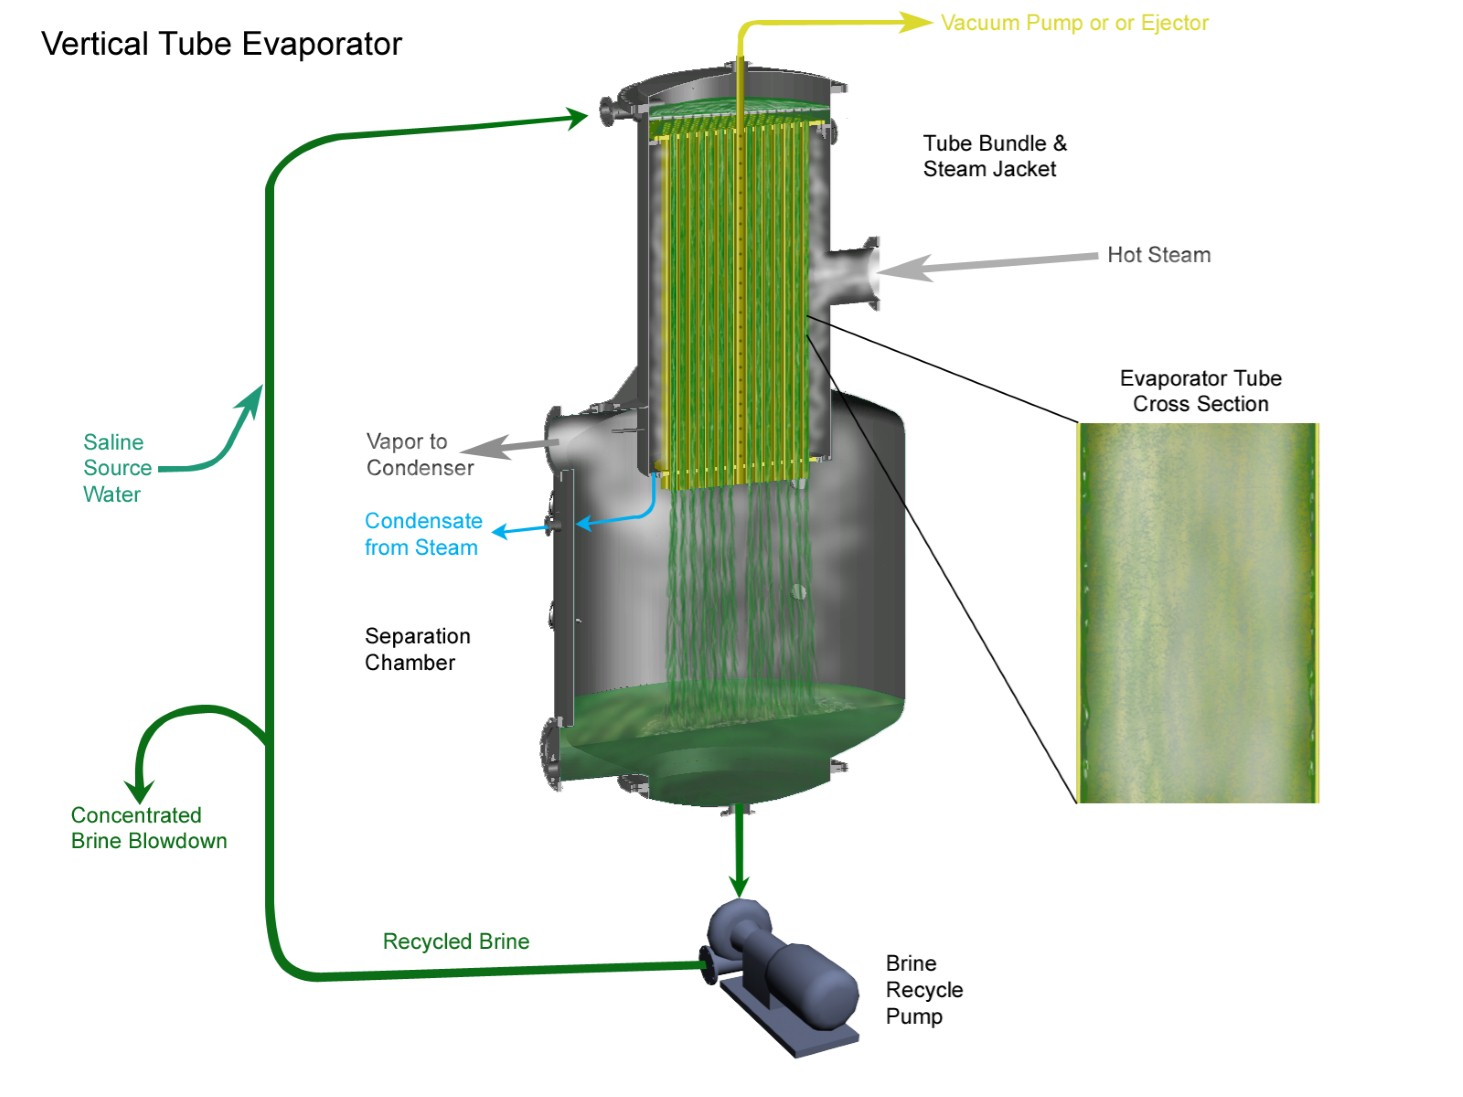 Vertical Tube Evaporator
Vacuum Pump or or Ejector
Tube Bundle &
Steam Jacket
Hot Steam
Evaporator Tube
Cross Section
Saline
Source
Water
Vapor to
Condenser
Condensate
from Steam
Separation
Chamber
Concentrated
Brine Blowdown
Recycled Brine
Brine
Recycle
Pump